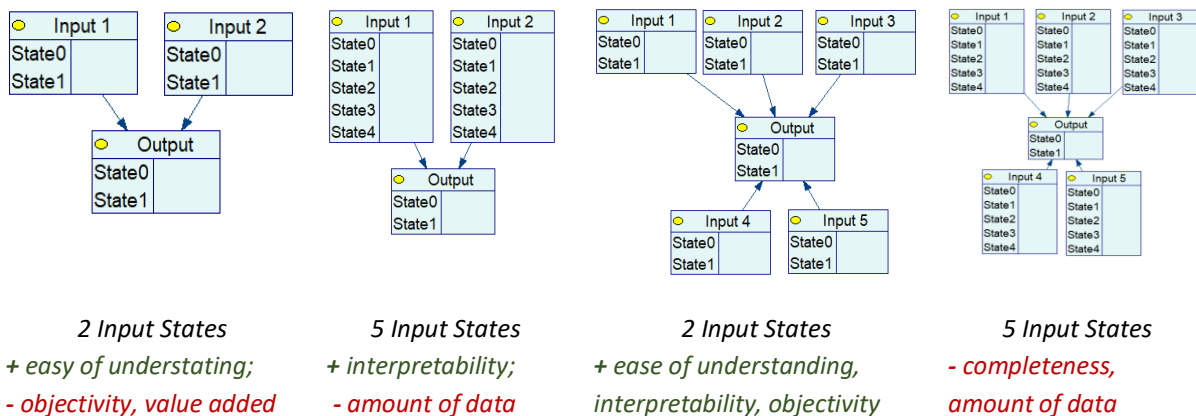 Input 1
State0
State1
Input 2
State0
State1
Output
State0
State1
Input 1
State0
State1
State2
State3
State4
Input 2
State0
State1
State2
State3
State4
Output
State0
State1
Input 1
State0
State1
Input 2
State0
State1
Input 3
State0
State1
Output
State0
State1
Input 4
State0
State1
Input 5
State0
State1
Input 1
State0
State1
State2
State3
State4
Input 2
State0
State1
State2
State3
State4
Input 3
State0
State1
State2
State3
State4
Output
State0
State1
Input 4
State0
State1
State2
State3
State4
Input 5
State0
State1
State2
State3
State4
2 Input States
+ easy of understating;
- objectivity, value added
5 Input States
+ interpretability;
- amount of data
2 Input States
+ ease of understanding,
interpretability, objectivity
5 Input States
- completeness,
amount of data